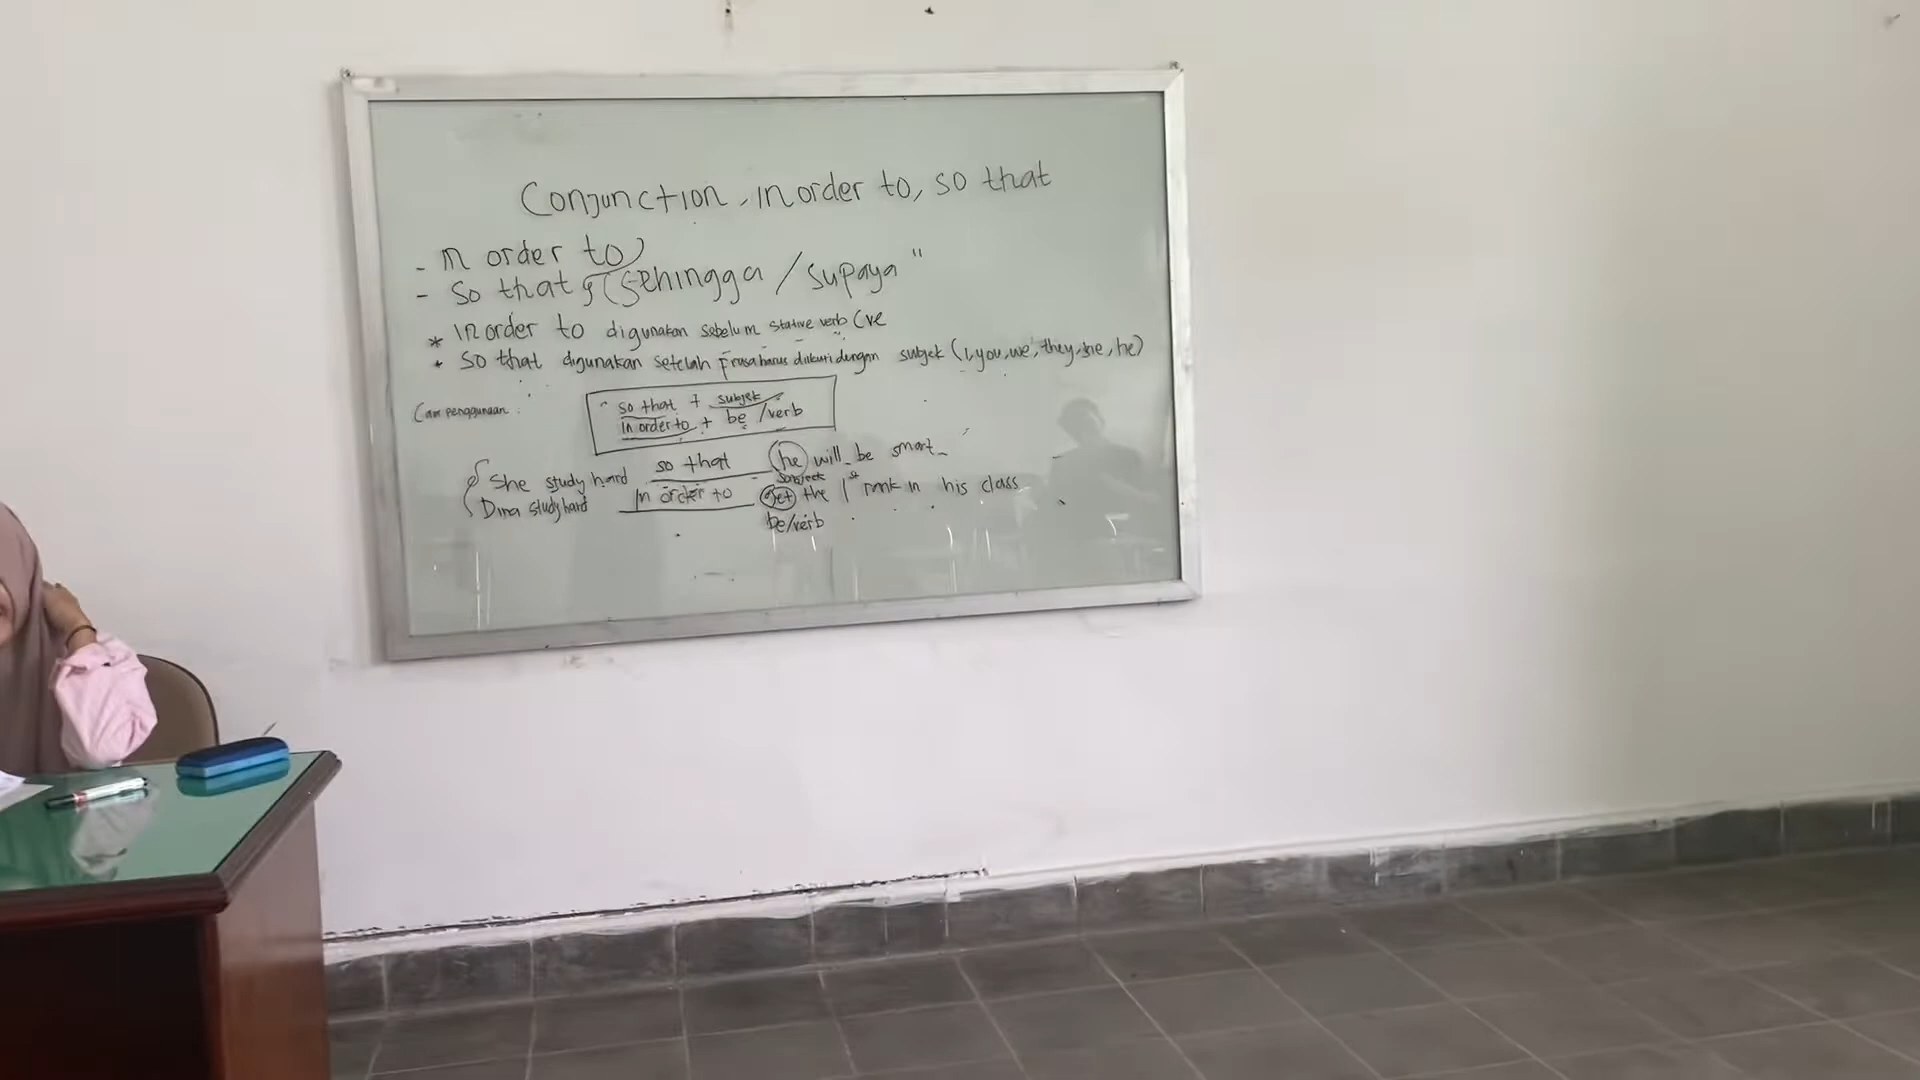 Conjunction, in order to, so that
- In order to
- so that } (sehingga / supaya "
* In order to digunakan sebelum stative verb (ve
* so that digunakan setelah frasa harus diikuti dengan subjek (I, you, we, they, she, he)
Cara penggunaan :
" so that + subjek
in order to + be /verb
She study hard so that he will be smart
subject
Dina study hard In order to get the 1st rank in his class
be/verb